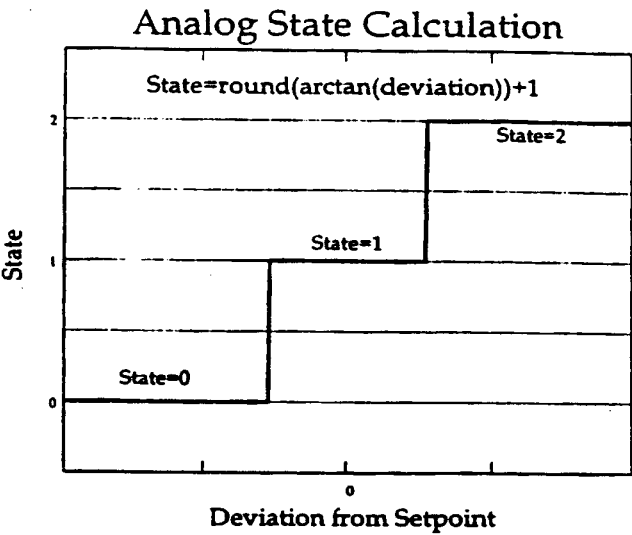 Analog State Calculation
State=round(arctan(deviation))+1
2
State=2
State=1
State
1
State=0
0
0
Deviation from Setpoint